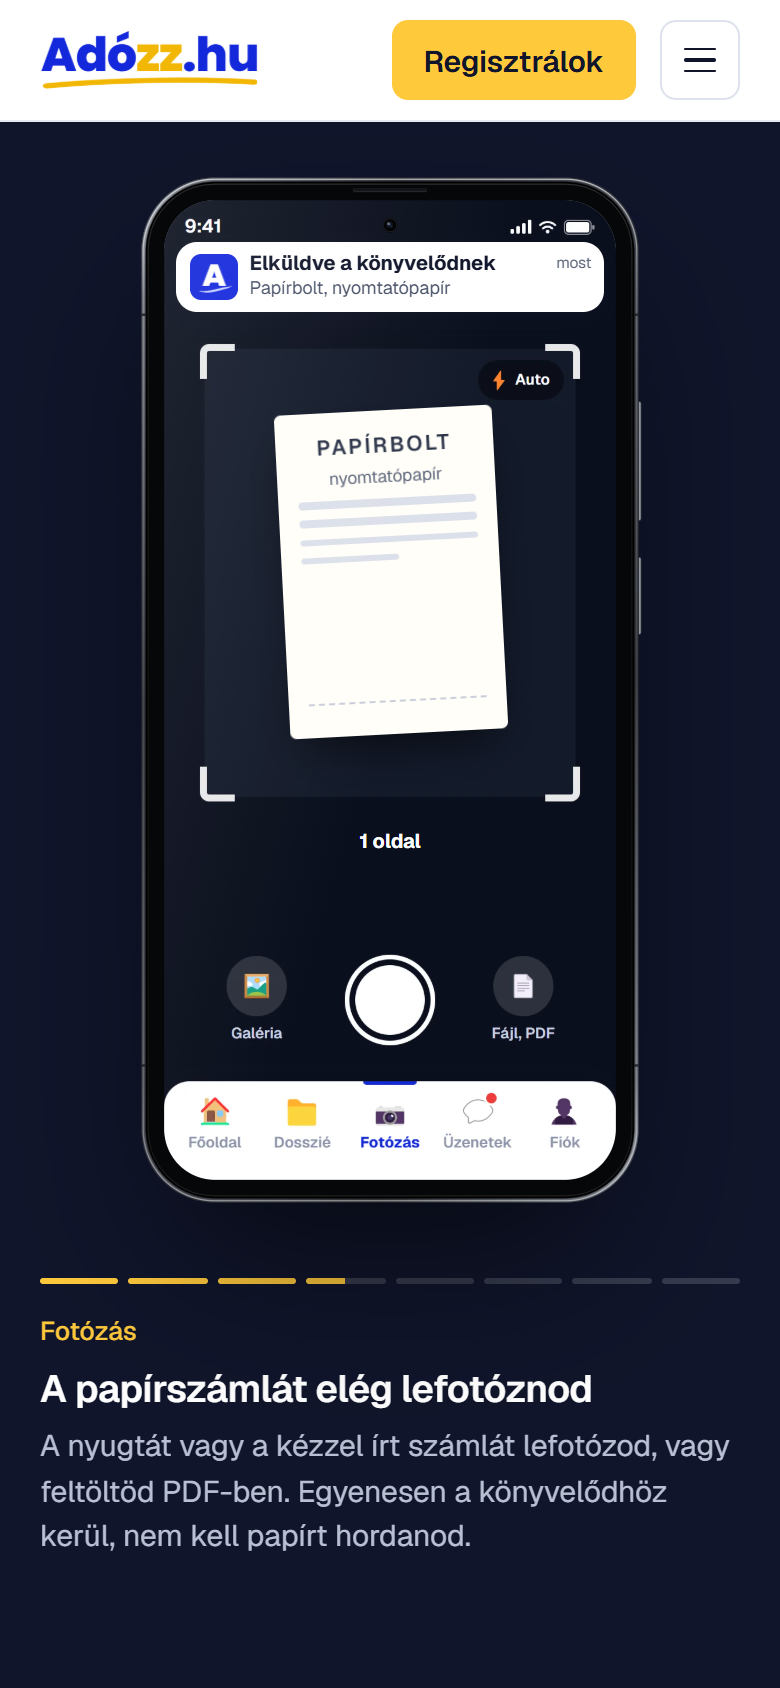 Adózz.hu
Regisztrálok
9:41
Elküldve a könyvelődnek
most
Papírbolt, nyomtatópapír
Auto
PAPÍRBOLT
nyomtatópapír
1 oldal
Galéria
Fájl, PDF
Főoldal
Dosszié
Fotózás
Üzenetek
Fiók
Fotózás
A papírszámlát elég lefotóznod
A nyugtát vagy a kézzel írt számlát lefotózod, vagy
feltöltöd PDF-ben. Egyenesen a könyvelődhöz
kerül, nem kell papírt hordanod.